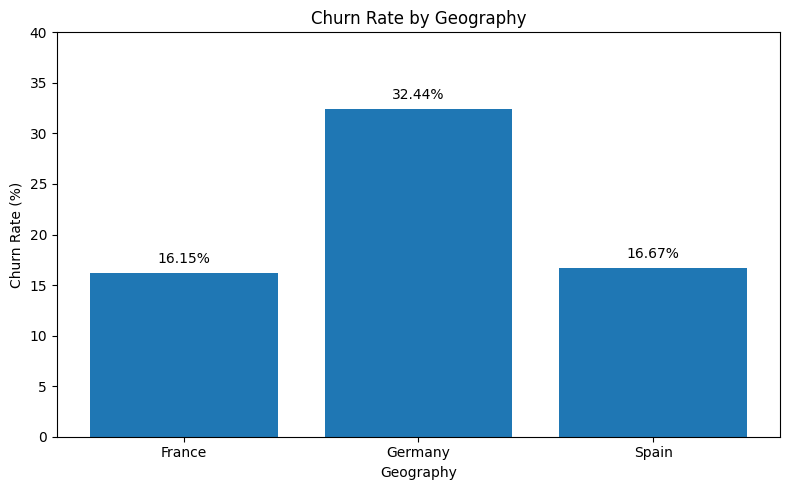 Churn Rate by Geography
Churn Rate (%)
40
35
30
25
20
15
10
5
0
16.15%
32.44%
16.67%
France
Germany
Spain
Geography